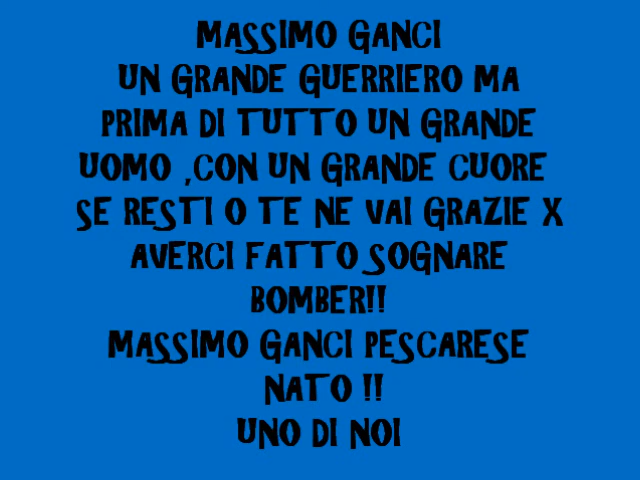 MASSIMO GANCI
UN GRANDE GUERRIERO MA
PRIMA DI TUTTO UN GRANDE
UOMO ,CON UN GRANDE CUORE
SE RESTI O TE NE VAI GRAZIE X
AVERCI FATTO SOGNARE
BOMBER!!
MASSIMO GANCI PESCARESE
NATO !!
UNO DI NOI